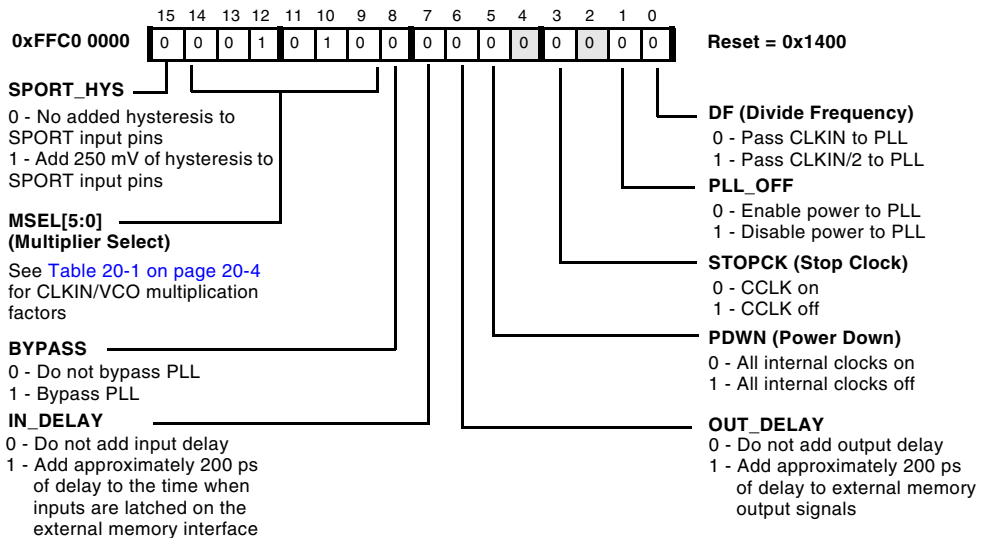 15 14 13 12 11 10 9 8 7 6 5 4 3 2 1 0
0xFFC0 0000 0 0 0 1 0 1 0 0 0 0 0 0 0 0 0 0 Reset = 0x1400
SPORT_HYS
0 - No added hysteresis to
SPORT input pins
1 - Add 250 mV of hysteresis to
SPORT input pins
MSEL[5:0]
(Multiplier Select)
See Table 20-1 on page 20-4
for CLKIN/VCO multiplication
factors
BYPASS
0 - Do not bypass PLL
1 - Bypass PLL
IN_DELAY
0 - Do not add input delay
1 - Add approximately 200 ps
of delay to the time when
inputs are latched on the
external memory interface
DF (Divide Frequency)
0 - Pass CLKIN to PLL
1 - Pass CLKIN/2 to PLL
PLL_OFF
0 - Enable power to PLL
1 - Disable power to PLL
STOPCK (Stop Clock)
0 - CCLK on
1 - CCLK off
PDWN (Power Down)
0 - All internal clocks on
1 - All internal clocks off
OUT_DELAY
0 - Do not add output delay
1 - Add approximately 200 ps
of delay to external memory
output signals